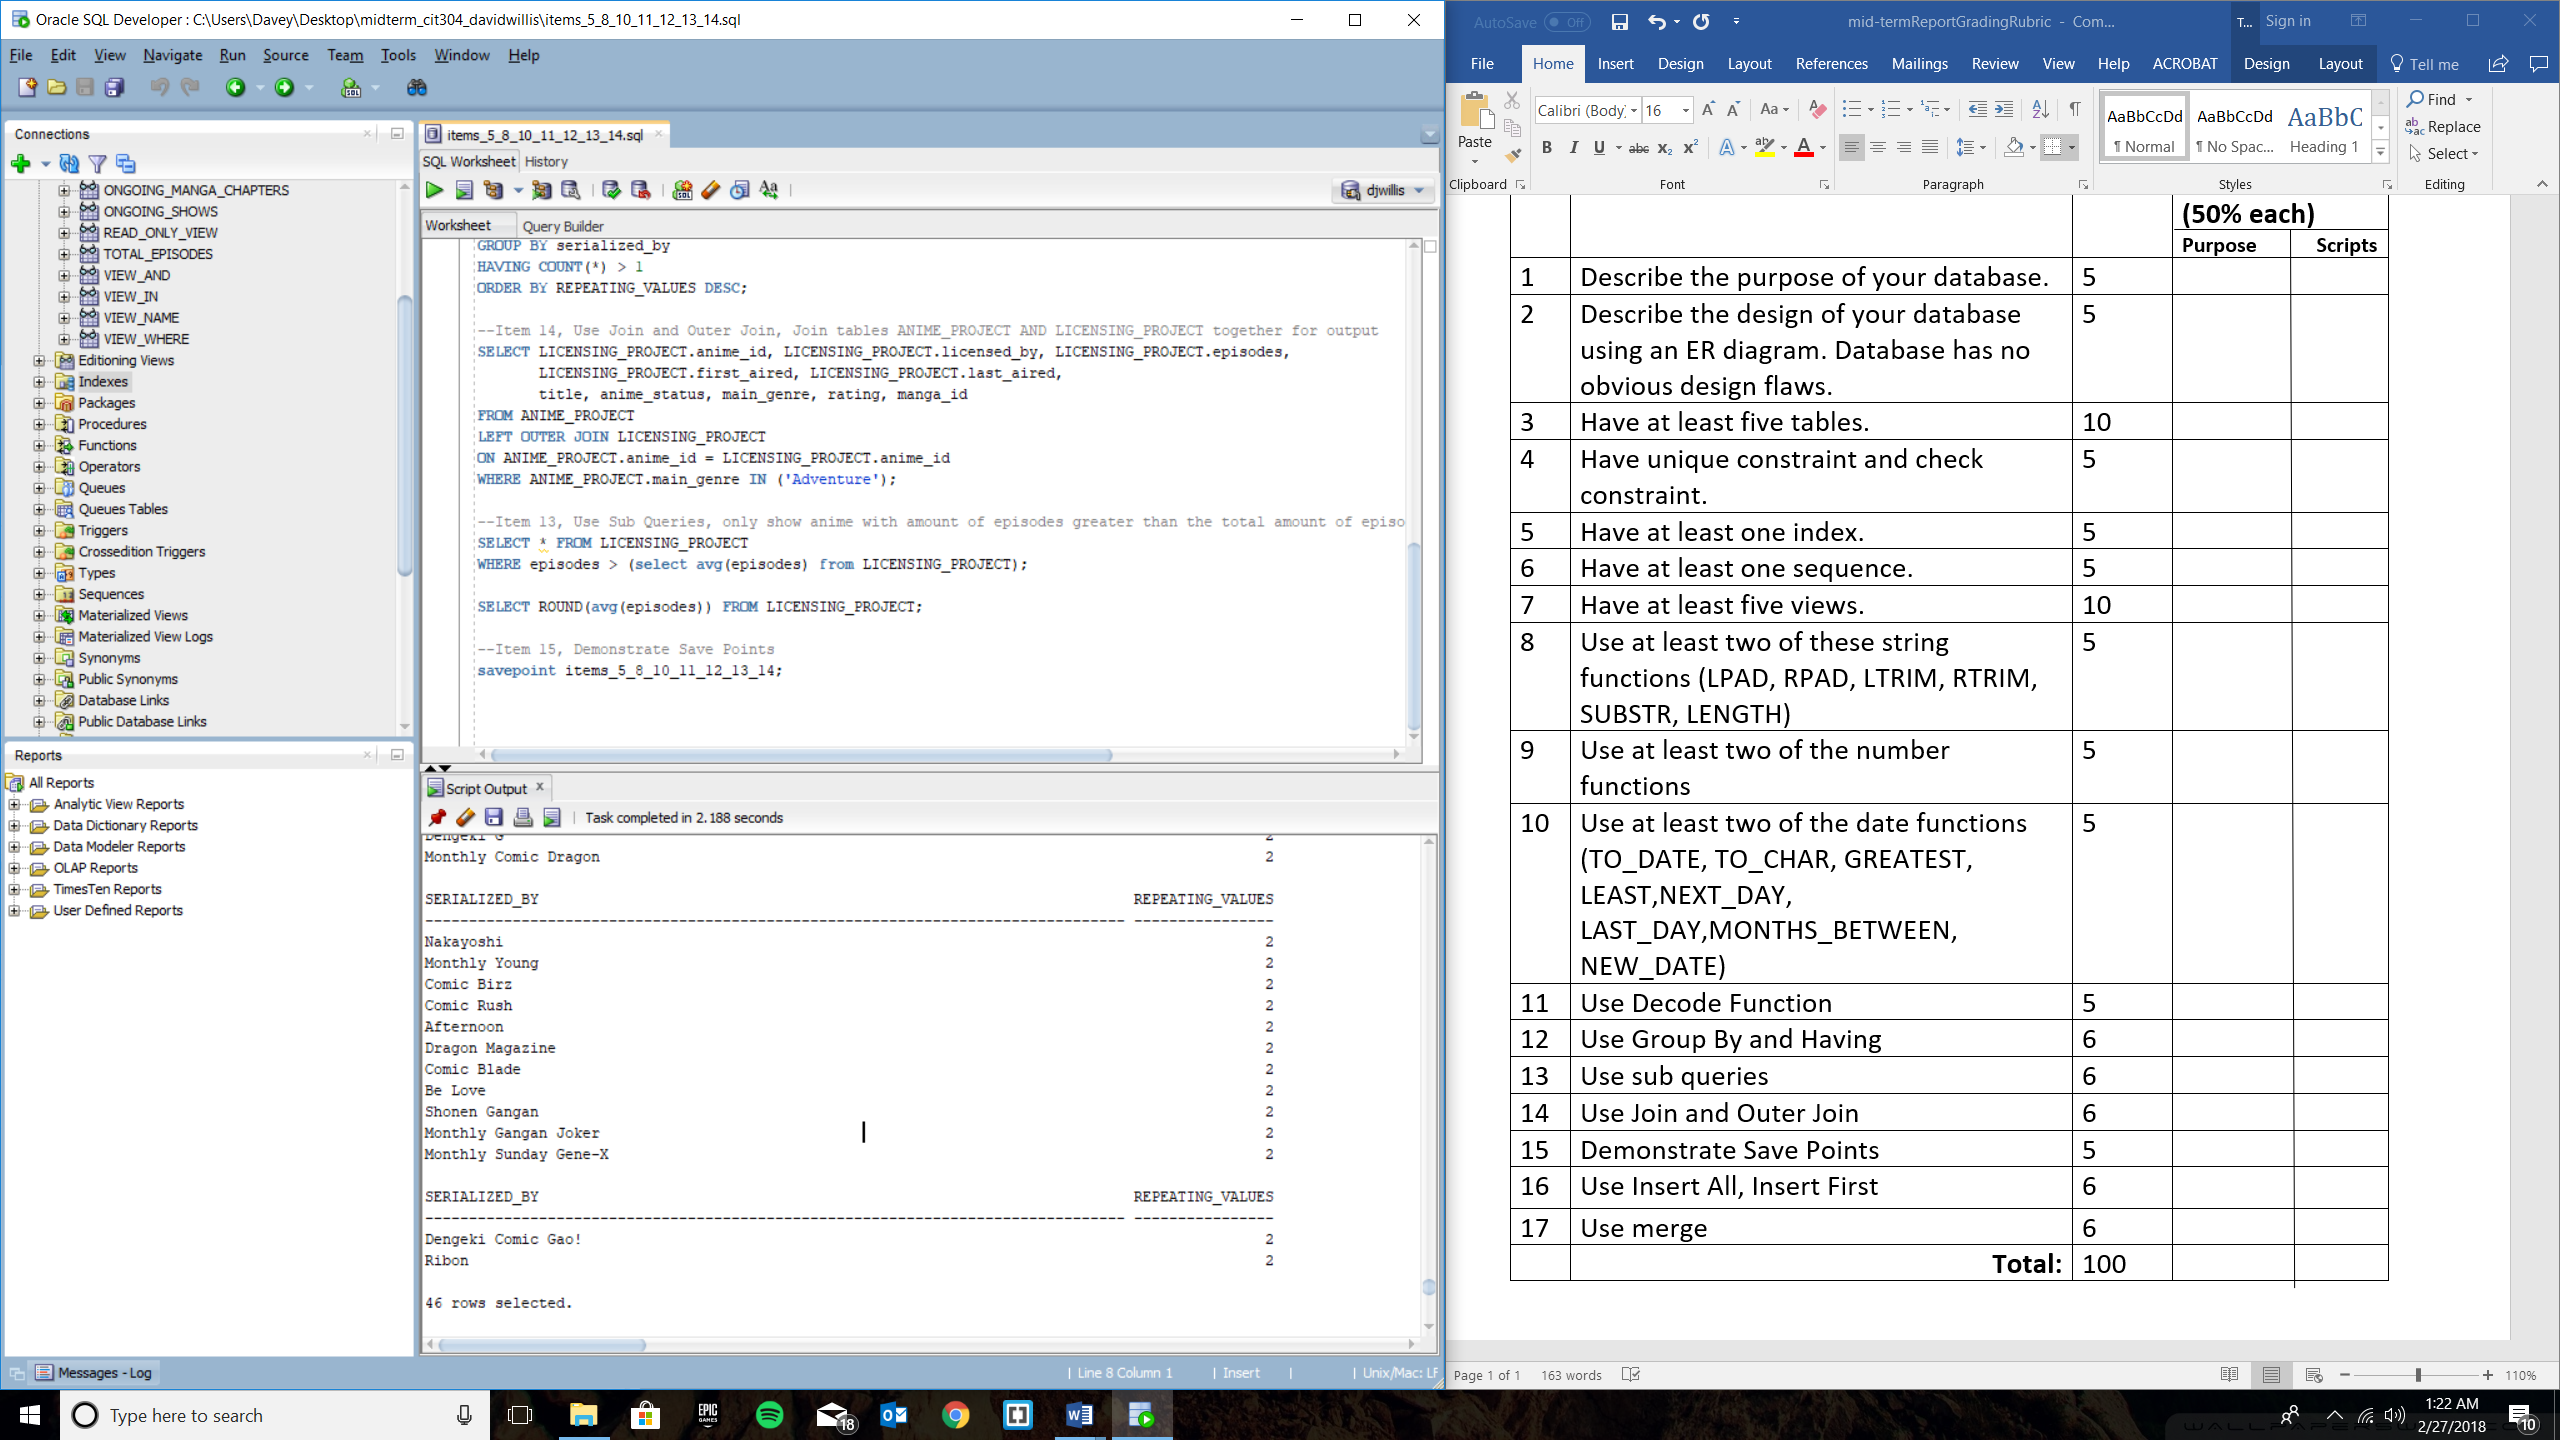 Oracle SQL Developer : C:\Users\Davey\Desktop\midterm_cit304_davidwillis\items_5_8_10_11_12_13_14.sql
File Edit View Navigate Run Source Team Tools Window Help
Connections
ONGOING_MANGA_CHAPTERS
ONGOING_SHOWS
READ_ONLY_VIEW
TOTAL_EPISODES
VIEW_AND
VIEW_IN
VIEW_NAME
VIEW_WHERE
Editioning Views
Indexes
Packages
Procedures
Functions
Operators
Queues
Queues Tables
Triggers
Crossedition Triggers
Types
Sequences
Materialized Views
Materialized View Logs
Synonyms
Public Synonyms
Database Links
Public Database Links
Reports
All Reports
Analytic View Reports
Data Dictionary Reports
Data Modeler Reports
OLAP Reports
TimesTen Reports
User Defined Reports
Messages - Log
items_5_8_10_11_12_13_14.sql
SQL Worksheet History
djwillis
Worksheet Query Builder
GROUP BY serialized_by
HAVING COUNT(*) > 1
ORDER BY REPEATING_VALUES DESC;
--Item 14, Use Join and Outer Join, Join tables ANIME_PROJECT AND LICENSING_PROJECT together for output
SELECT LICENSING_PROJECT.anime_id, LICENSING_PROJECT.licensed_by, LICENSING_PROJECT.episodes,
LICENSING_PROJECT.first_aired, LICENSING_PROJECT.last_aired,
title, anime_status, main_genre, rating, manga_id
FROM ANIME_PROJECT
LEFT OUTER JOIN LICENSING_PROJECT
ON ANIME_PROJECT.anime_id = LICENSING_PROJECT.anime_id
WHERE ANIME_PROJECT.main_genre IN ('Adventure');
--Item 13, Use Sub Queries, only show anime with amount of episodes greater than the total amount of episo
SELECT * FROM LICENSING_PROJECT
WHERE episodes > (select avg(episodes) from LICENSING_PROJECT);
SELECT ROUND(avg(episodes)) FROM LICENSING_PROJECT;
--Item 15, Demonstrate Save Points
savepoint items_5_8_10_11_12_13_14;
Script Output
Task completed in 2.188 seconds
Dengeki G 2
Monthly Comic Dragon 2
SERIALIZED_BY REPEATING_VALUES
Nakayoshi 2
Monthly Young 2
Comic Birz 2
Comic Rush 2
Afternoon 2
Dragon Magazine 2
Comic Blade 2
Be Love 2
Shonen Gangan 2
Monthly Gangan Joker 2
Monthly Sunday Gene-X 2
SERIALIZED_BY REPEATING_VALUES
Dengeki Comic Gao! 2
Ribon 2
46 rows selected.
Line 8 Column 1 Insert Unix/Mac: LF
AutoSave Off mid-termReportGradingRubric - Com... T... Sign in
File Home Insert Design Layout References Mailings Review View Help ACROBAT Design Layout Tell me
Paste
Calibri (Body) 16
AaBbCcDd AaBbCcDd AaBbC
¶ Normal ¶ No Spac... Heading 1
Find
Replace
Select
Clipboard Font Paragraph Styles Editing
(50% each)
Purpose Scripts
1 Describe the purpose of your database. 5
2 Describe the design of your database 5
using an ER diagram. Database has no
obvious design flaws.
3 Have at least five tables. 10
4 Have unique constraint and check 5
constraint.
5 Have at least one index. 5
6 Have at least one sequence. 5
7 Have at least five views. 10
8 Use at least two of these string 5
functions (LPAD, RPAD, LTRIM, RTRIM,
SUBSTR, LENGTH)
9 Use at least two of the number 5
functions
10 Use at least two of the date functions 5
(TO_DATE, TO_CHAR, GREATEST,
LEAST,NEXT_DAY,
LAST_DAY,MONTHS_BETWEEN,
NEW_DATE)
11 Use Decode Function 5
12 Use Group By and Having 6
13 Use sub queries 6
14 Use Join and Outer Join 6
15 Demonstrate Save Points 5
16 Use Insert All, Insert First 6
17 Use merge 6
Total: 100
Page 1 of 1 163 words 110%
Type here to search
EPIC GAMES
18
1:22 AM
2/27/2018
10